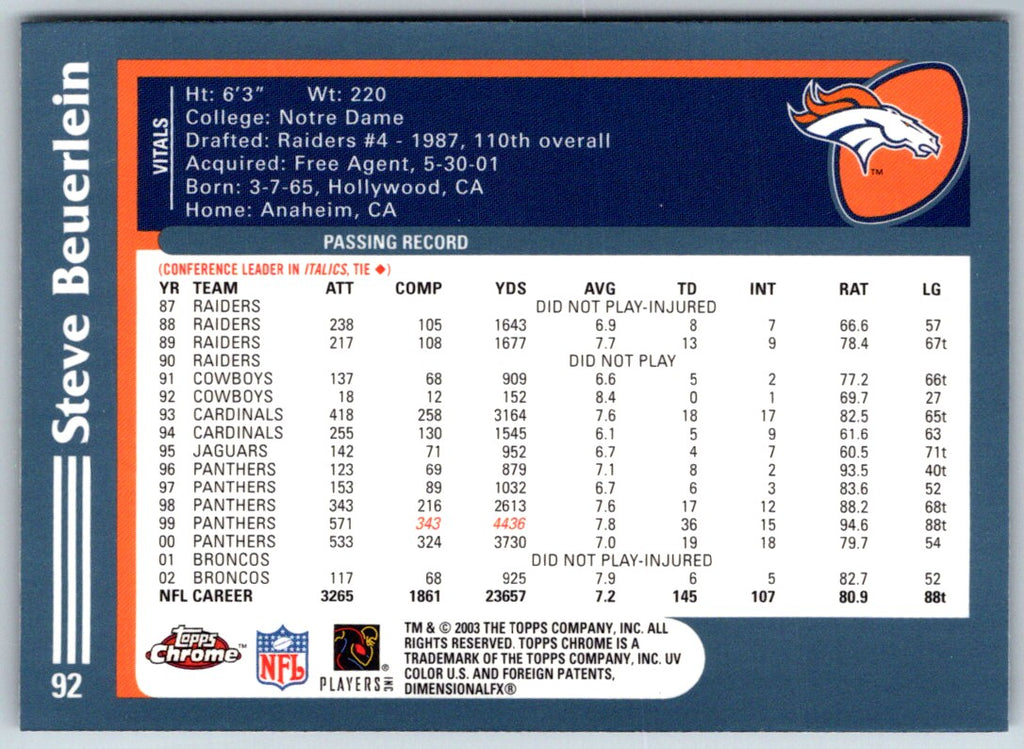 Steve Beuerlein
92
VITALS
Ht: 6'3" Wt: 220
College: Notre Dame
Drafted: Raiders #4 - 1987, 110th overall
Acquired: Free Agent, 5-30-01
Born: 3-7-65, Hollywood, CA
Home: Anaheim, CA
TM
PASSING RECORD
(CONFERENCE LEADER IN ITALICS, TIE ◆)
YR TEAM ATT COMP YDS AVG TD INT RAT LG
87 RAIDERS DID NOT PLAY-INJURED
88 RAIDERS 238 105 1643 6.9 8 7 66.6 57
89 RAIDERS 217 108 1677 7.7 13 9 78.4 67t
90 RAIDERS DID NOT PLAY
91 COWBOYS 137 68 909 6.6 5 2 77.2 66t
92 COWBOYS 18 12 152 8.4 0 1 69.7 27
93 CARDINALS 418 258 3164 7.6 18 17 82.5 65t
94 CARDINALS 255 130 1545 6.1 5 9 61.6 63
95 JAGUARS 142 71 952 6.7 4 7 60.5 71t
96 PANTHERS 123 69 879 7.1 8 2 93.5 40t
97 PANTHERS 153 89 1032 6.7 6 3 83.6 52
98 PANTHERS 343 216 2613 7.6 17 12 88.2 68t
99 PANTHERS 571 343 4436 7.8 36 15 94.6 88t
00 PANTHERS 533 324 3730 7.0 19 18 79.7 54
01 BRONCOS DID NOT PLAY-INJURED
02 BRONCOS 117 68 925 7.9 6 5 82.7 52
NFL CAREER 3265 1861 23657 7.2 145 107 80.9 88t
Topps
Chrome™
NFL
PLAYERS INC
®
TM & © 2003 THE TOPPS COMPANY, INC. ALL
RIGHTS RESERVED. TOPPS CHROME IS A
TRADEMARK OF THE TOPPS COMPANY, INC. UV
COLOR U.S. AND FOREIGN PATENTS,
DIMENSIONALFX®